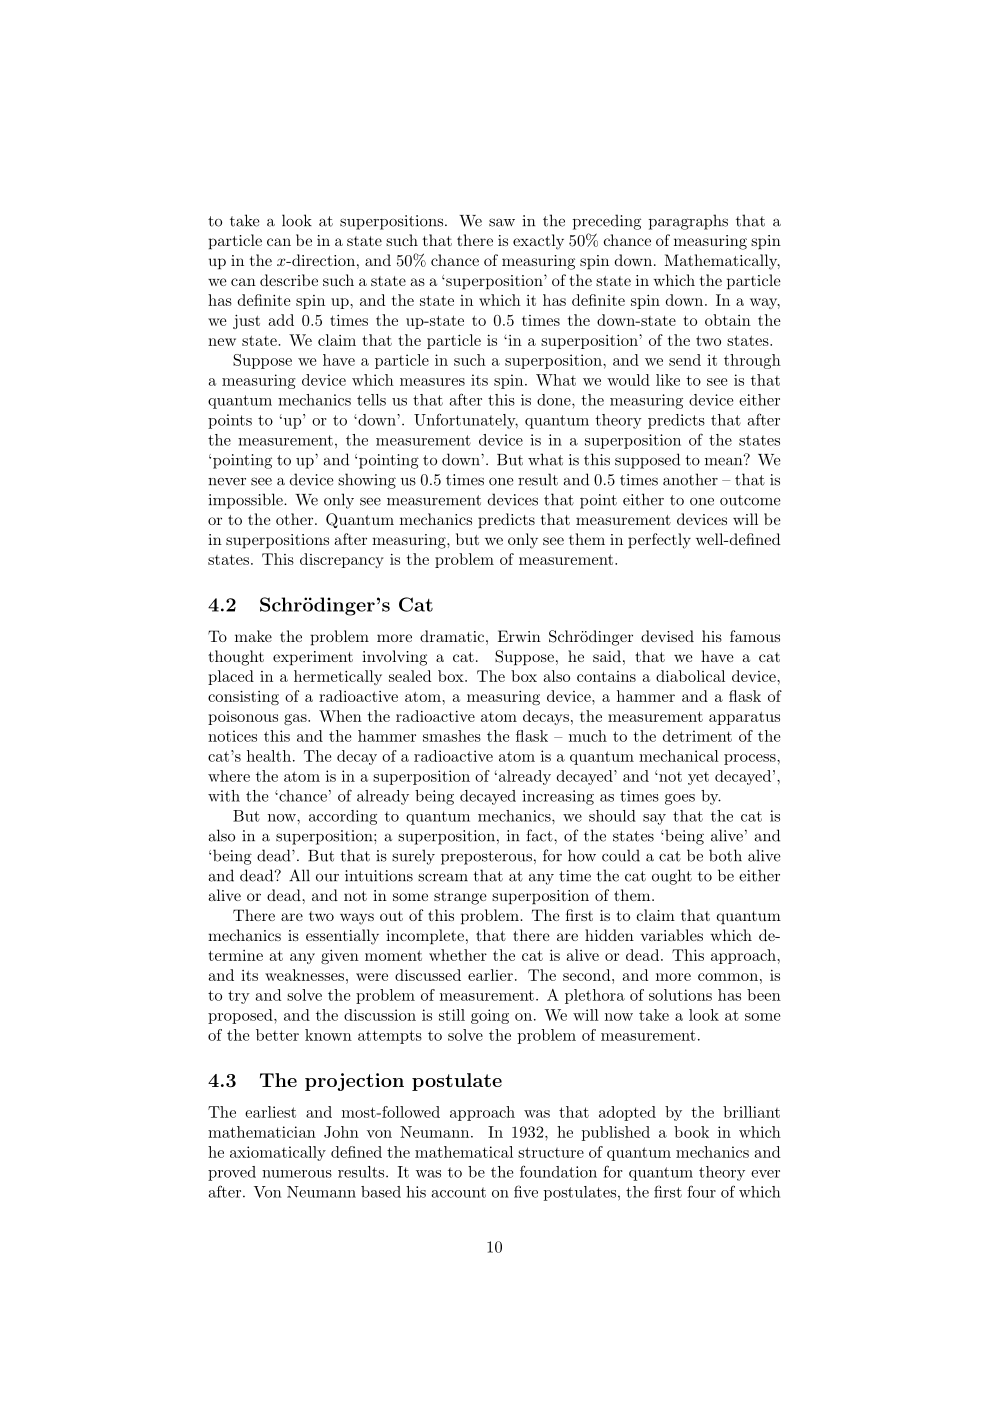 to take a look at superpositions. We saw in the preceding paragraphs that a
particle can be in a state such that there is exactly 50% chance of measuring spin
up in the x-direction, and 50% chance of measuring spin down. Mathematically,
we can describe such a state as a ‘superposition’ of the state in which the particle
has definite spin up, and the state in which it has definite spin down. In a way,
we just add 0.5 times the up-state to 0.5 times the down-state to obtain the
new state. We claim that the particle is ‘in a superposition’ of the two states.
Suppose we have a particle in such a superposition, and we send it through
a measuring device which measures its spin. What we would like to see is that
quantum mechanics tells us that after this is done, the measuring device either
points to ‘up’ or to ‘down’. Unfortunately, quantum theory predicts that after
the measurement, the measurement device is in a superposition of the states
‘pointing to up’ and ‘pointing to down’. But what is this supposed to mean? We
never see a device showing us 0.5 times one result and 0.5 times another – that is
impossible. We only see measurement devices that point either to one outcome
or to the other. Quantum mechanics predicts that measurement devices will be
in superpositions after measuring, but we only see them in perfectly well-defined
states. This discrepancy is the problem of measurement.
4.2 Schrödinger’s Cat
To make the problem more dramatic, Erwin Schrödinger devised his famous
thought experiment involving a cat. Suppose, he said, that we have a cat
placed in a hermetically sealed box. The box also contains a diabolical device,
consisting of a radioactive atom, a measuring device, a hammer and a flask of
poisonous gas. When the radioactive atom decays, the measurement apparatus
notices this and the hammer smashes the flask – much to the detriment of the
cat’s health. The decay of a radioactive atom is a quantum mechanical process,
where the atom is in a superposition of ‘already decayed’ and ‘not yet decayed’,
with the ‘chance’ of already being decayed increasing as times goes by.
But now, according to quantum mechanics, we should say that the cat is
also in a superposition; a superposition, in fact, of the states ‘being alive’ and
‘being dead’. But that is surely preposterous, for how could a cat be both alive
and dead? All our intuitions scream that at any time the cat ought to be either
alive or dead, and not in some strange superposition of them.
There are two ways out of this problem. The first is to claim that quantum
mechanics is essentially incomplete, that there are hidden variables which de-
termine at any given moment whether the cat is alive or dead. This approach,
and its weaknesses, were discussed earlier. The second, and more common, is
to try and solve the problem of measurement. A plethora of solutions has been
proposed, and the discussion is still going on. We will now take a look at some
of the better known attempts to solve the problem of measurement.
4.3 The projection postulate
The earliest and most-followed approach was that adopted by the brilliant
mathematician John von Neumann. In 1932, he published a book in which
he axiomatically defined the mathematical structure of quantum mechanics and
proved numerous results. It was to be the foundation for quantum theory ever
after. Von Neumann based his account on five postulates, the first four of which
10